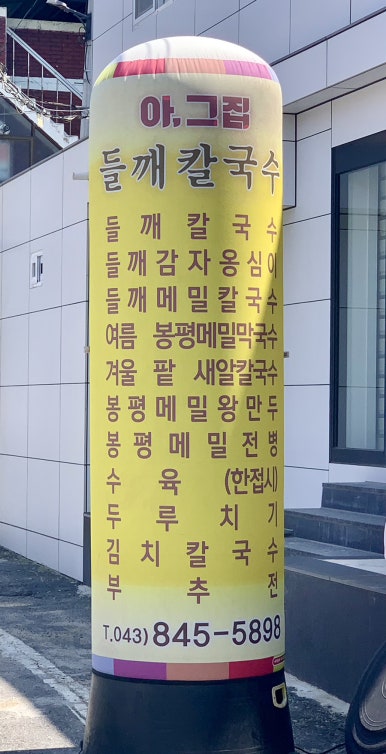 아, 그집
들깨칼국수
들깨칼국수
들깨감자옹심이
들깨메밀칼국수
여름 봉평메밀막국수
겨울 팥 새알칼국수
봉평메밀왕만두
봉평메밀전병
수육 (한접시)
두루치기
김치칼국수
부추전
T.043) 845-5898